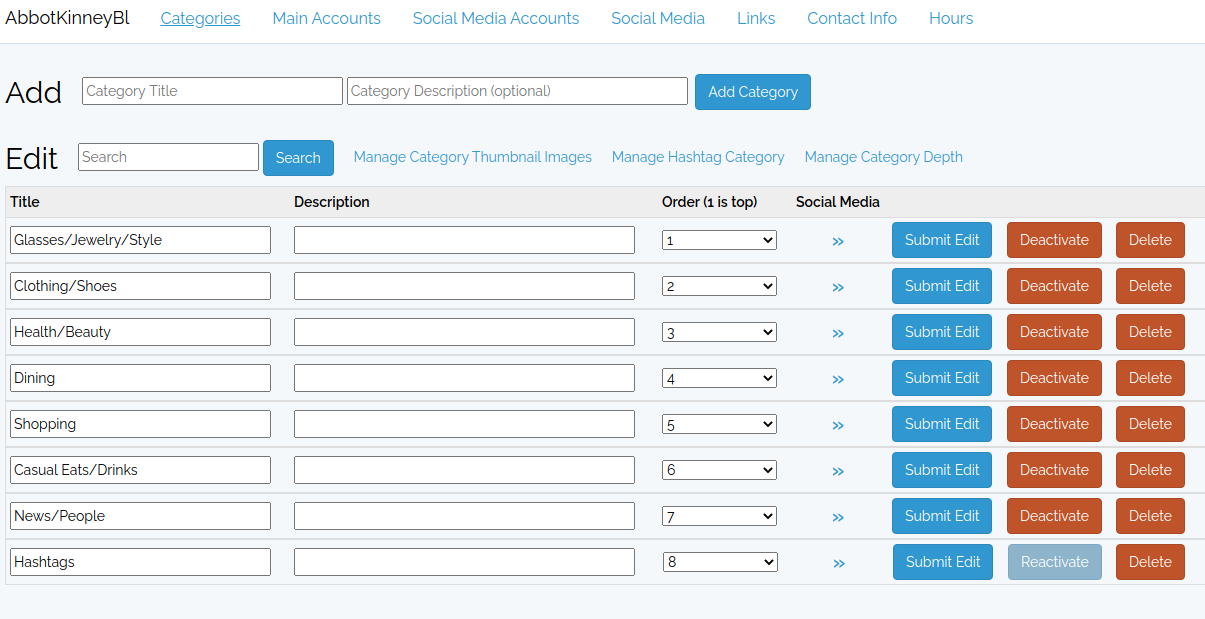 AbbotKinneyBl Categories Main Accounts Social Media Accounts Social Media Links Contact Info Hours
Add Category Title Category Description (optional) Add Category
Edit Search Search Manage Category Thumbnail Images Manage Hashtag Category Manage Category Depth
Title Description Order (1 is top) Social Media
Glasses/Jewelry/Style 1 » Submit Edit Deactivate Delete
Clothing/Shoes 2 » Submit Edit Deactivate Delete
Health/Beauty 3 » Submit Edit Deactivate Delete
Dining 4 » Submit Edit Deactivate Delete
Shopping 5 » Submit Edit Deactivate Delete
Casual Eats/Drinks 6 » Submit Edit Deactivate Delete
News/People 7 » Submit Edit Deactivate Delete
Hashtags 8 » Submit Edit Reactivate Delete